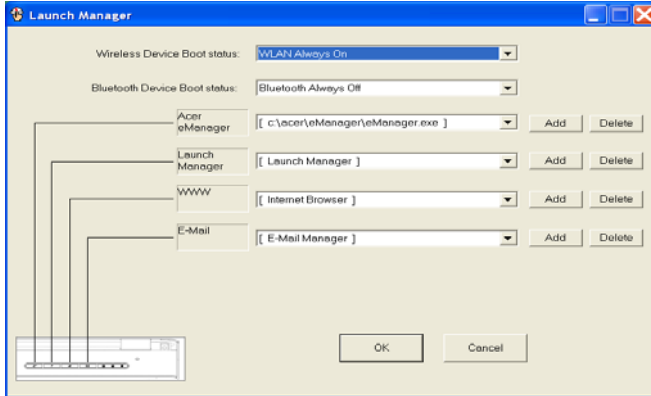 Launch Manager
Wireless Device Boot status: WLAN Always On
Bluetooth Device Boot status: Bluetooth Always Off
Acer
eManager
[ c:\acer\eManager\eManager.exe ] Add Delete
Launch
Manager
[ Launch Manager ] Add Delete
WWW
[ Internet Browser ] Add Delete
E-Mail
[ E-Mail Manager ] Add Delete
OK Cancel